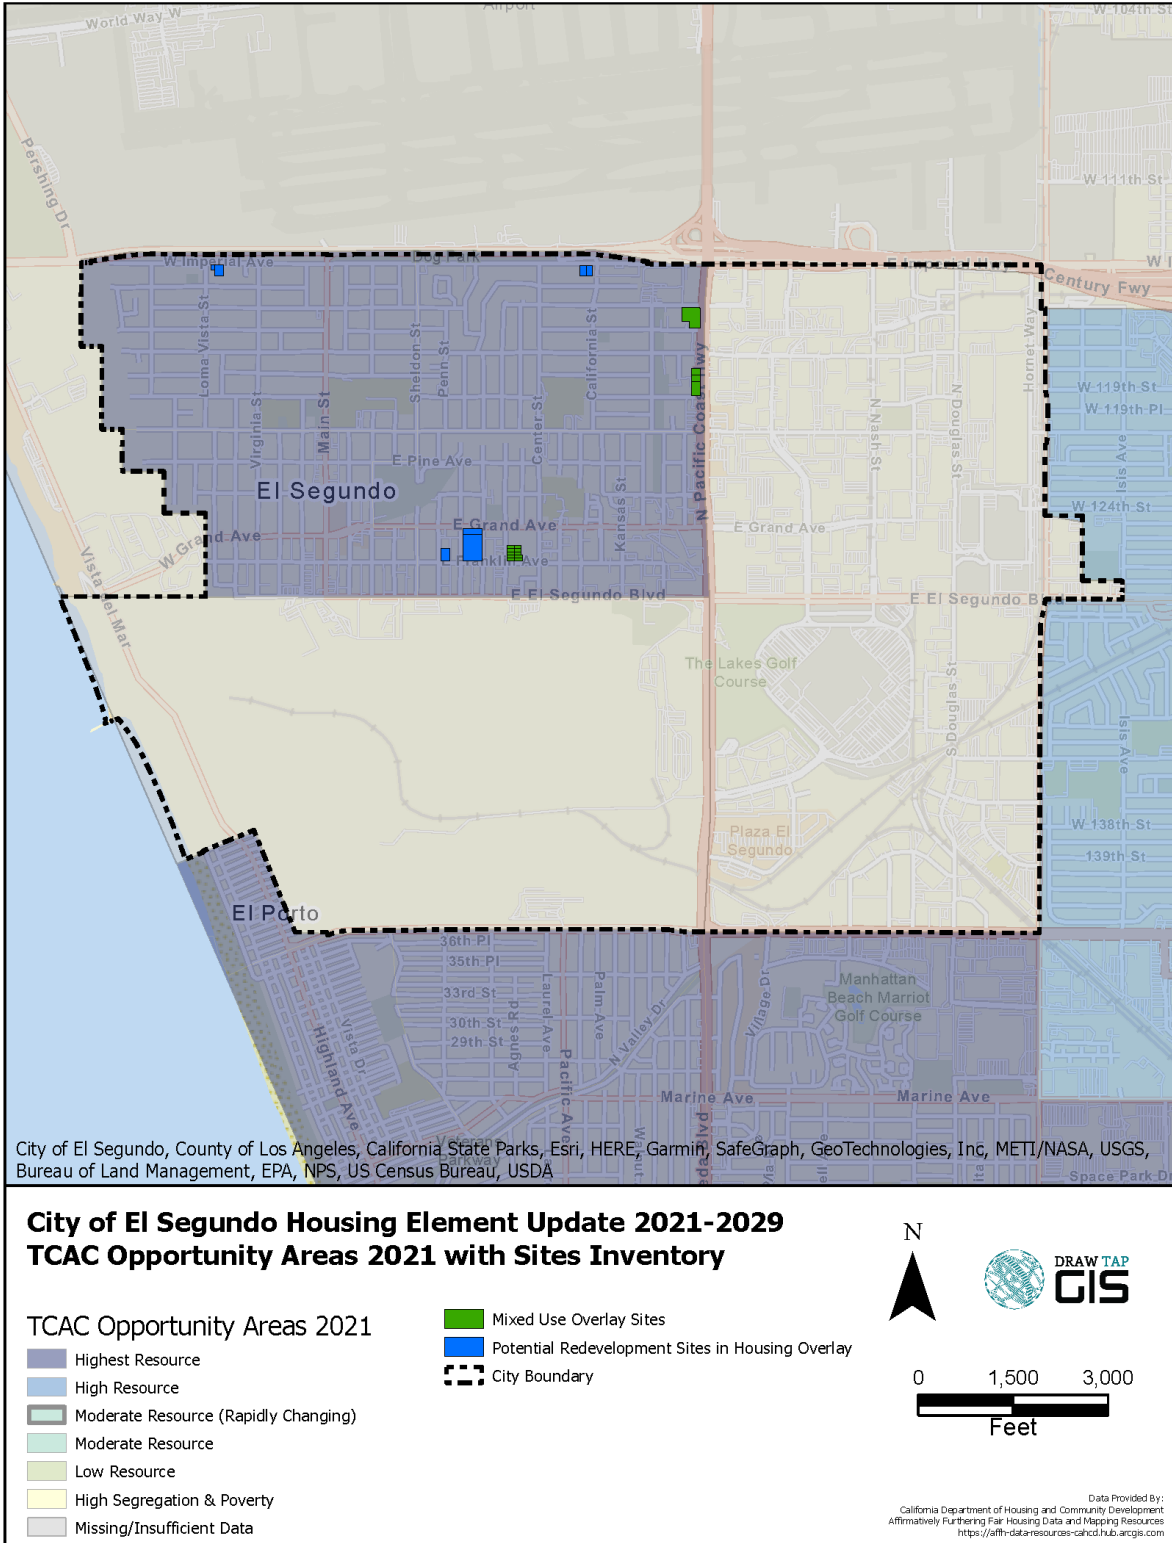 Airport
W 104th St
World Way W
Pershing Dr
W 111th St
W Imperial Ave
Dog Park
Century Fwy
Loma Vista St
Sheldon St
Penn St
California St
Hornet Way
W 119th St
W 119th Pl
Virginia St
Main St
Center St
N Nash St
N Douglas St
Isis Ave
E Pine Ave
El Segundo
Kansas St
W 124th St
W Grand Ave
E Grand Ave
E Grand Ave
E Franklin Ave
E El Segundo Blvd
E El Segundo Blvd
Vista del Mar
The Lakes Golf
Course
S Douglas St
Isis Ave
Plaza El
Segundo
W 138th St
139th St
El Porto
36th Pl
35th Pl
33rd St
30th St
29th St
Agnes Rd
Laurel Ave
Palm Ave
N Valley Dr
Village Dr
Manhattan
Beach Marriot
Golf Course
Vista Dr
Highland Ave
Marine Ave
Marine Ave
Veterans
Parkway
Space Park Dr
City of El Segundo, County of Los Angeles, California State Parks, Esri, HERE, Garmin, SafeGraph, GeoTechnologies, Inc, METI/NASA, USGS,
Bureau of Land Management, EPA, NPS, US Census Bureau, USDA
City of El Segundo Housing Element Update 2021-2029
TCAC Opportunity Areas 2021 with Sites Inventory
TCAC Opportunity Areas 2021
Highest Resource
High Resource
Moderate Resource (Rapidly Changing)
Moderate Resource
Low Resource
High Segregation & Poverty
Missing/Insufficient Data
Mixed Use Overlay Sites
Potential Redevelopment Sites in Housing Overlay
City Boundary
N
DRAW TAP
GIS
0 1,500 3,000
Feet
Data Provided By:
California Department of Housing and Community Development
Affirmatively Furthering Fair Housing Data and Mapping Resources
https://affh-data-resources-cahcd.hub.arcgis.com